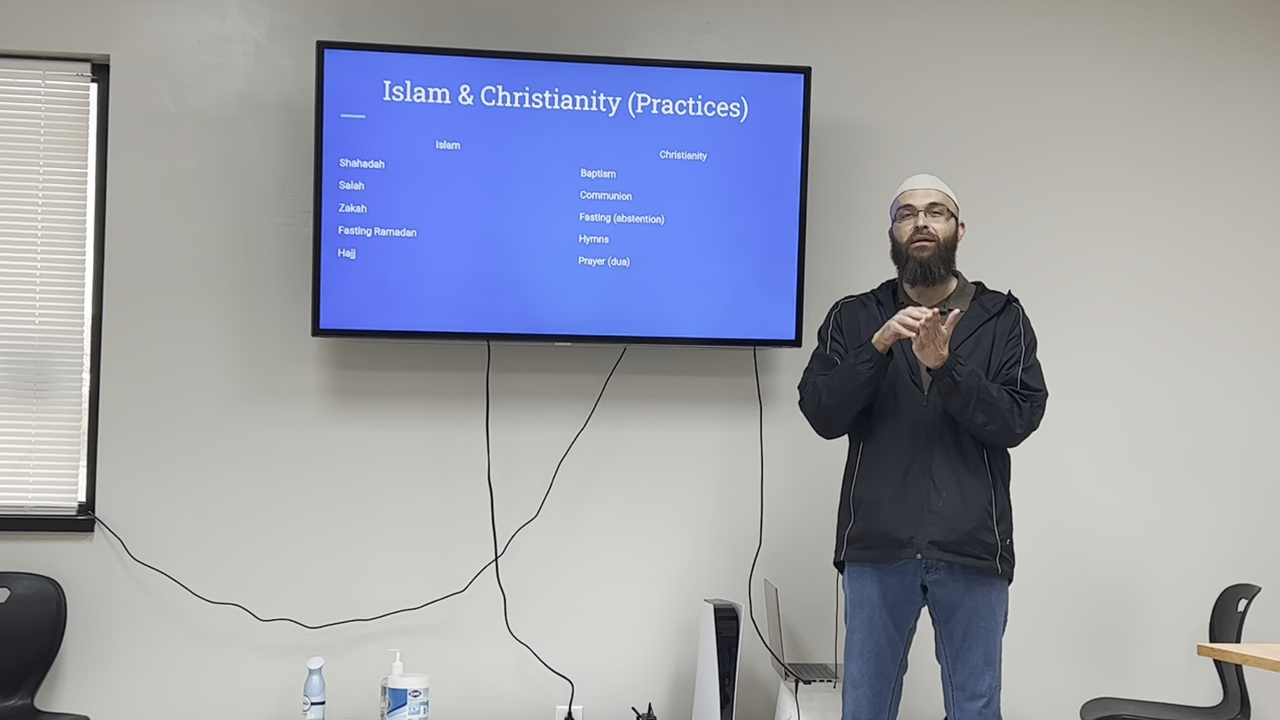 Islam & Christianity (Practices)
Islam
Shahadah
Salah
Zakah
Fasting Ramadan
Hajj
Christianity
Baptism
Communion
Fasting (abstention)
Hymns
Prayer (dua)